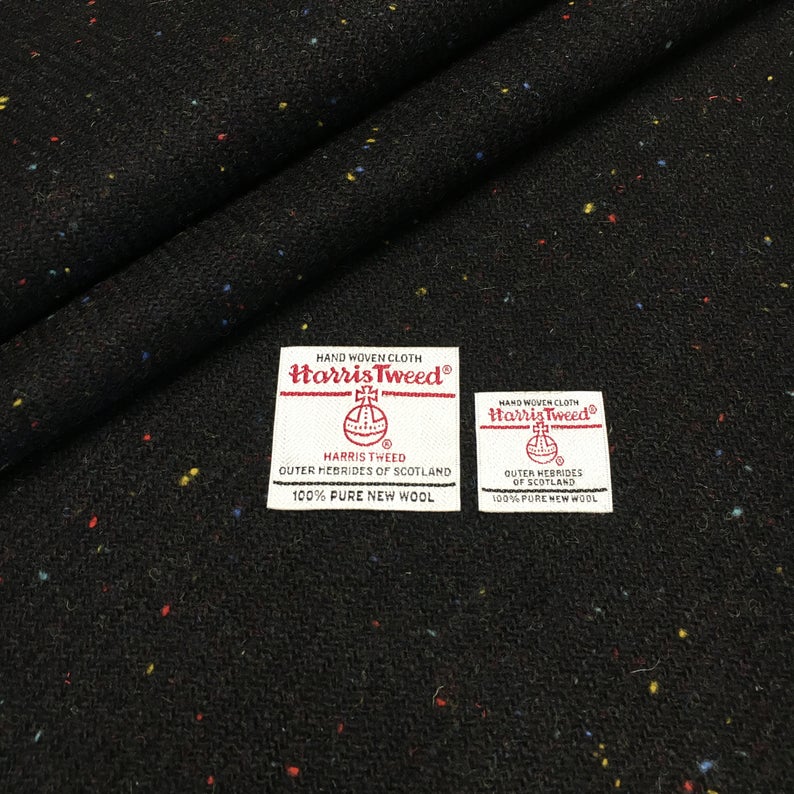 HAND WOVEN CLOTH
Harris Tweed®
®
HARRIS TWEED
OUTER HEBRIDES OF SCOTLAND
100% PURE NEW WOOL
HAND WOVEN CLOTH
Harris Tweed®
®
OUTER HEBRIDES
OF SCOTLAND
100% PURE NEW WOOL